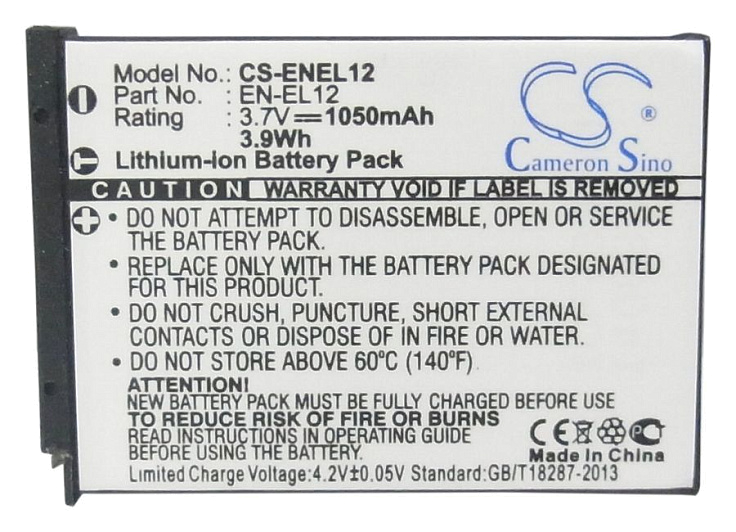 Model No.: CS-ENEL12
Part No. : EN-EL12
Rating : 3.7V⎓1050mAh
3.9Wh
Lithium-ion Battery Pack
CS ®
Cameron Sino
CAUTION WARRANTY VOID IF LABEL IS REMOVED
• DO NOT ATTEMPT TO DISASSEMBLE, OPEN OR SERVICE
THE BATTERY PACK.
• REPLACE ONLY WITH THE BATTERY PACK DESIGNATED
FOR THIS PRODUCT.
• DO NOT CRUSH, PUNCTURE, SHORT EXTERNAL
CONTACTS OR DISPOSE OF IN FIRE OR WATER.
• DO NOT STORE ABOVE 60°C (140°F).
ATTENTION!
NEW BATTERY PACK MUST BE FULLY CHARGED BEFORE USE
TO REDUCE RISK OF FIRE OR BURNS
READ INSTRUCTIONS CAREFULLY
BEFORE USING THE BATTERY.
CE
Made In China
Limited Charge Voltage:4.2V±0.05V Standard:GB/T18287-2013